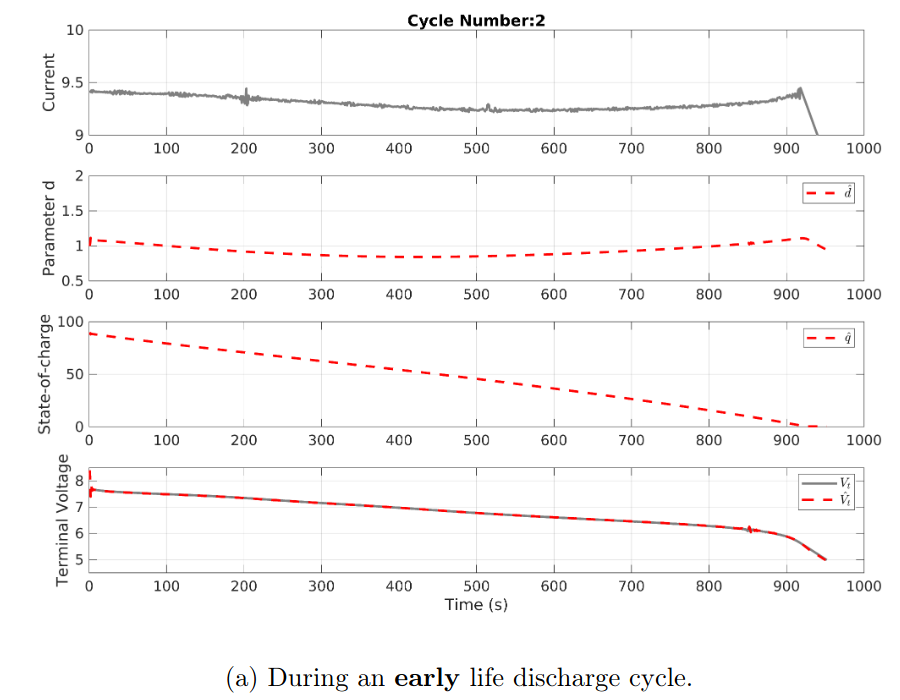 Cycle Number:2
10
9.5
9
Current
0 100 200 300 400 500 600 700 800 900 1000
2
1.5
1
0.5
Parameter d
d̂
0 100 200 300 400 500 600 700 800 900 1000
100
50
0
State-of-charge
q̂
0 100 200 300 400 500 600 700 800 900 1000
8
7
6
5
Terminal Voltage
Vₜ
V̂ₜ
0 100 200 300 400 500 600 700 800 900 1000
Time (s)
(a) During an early life discharge cycle.